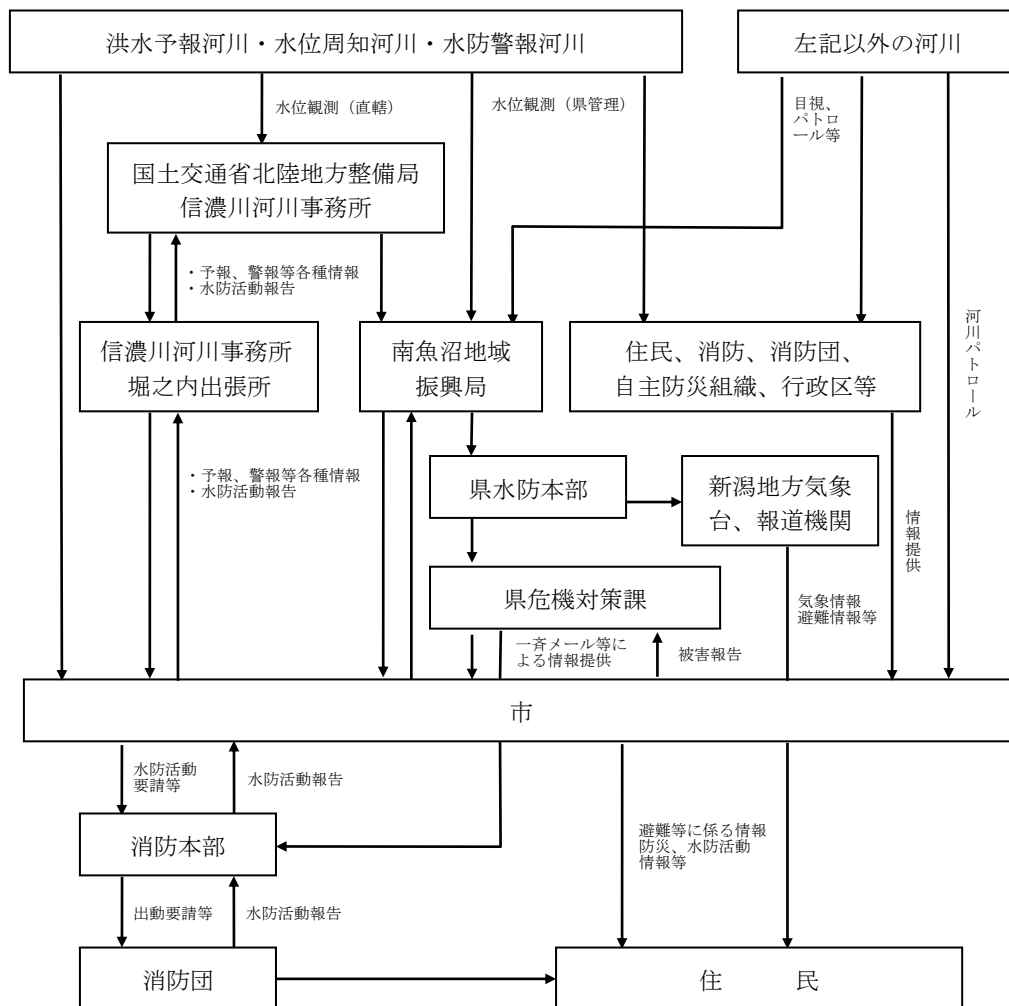 洪水予報河川・水位周知河川・水防警報河川
左記以外の河川
水位観測（直轄）
水位観測（県管理）
目視、
パトロ
ール等
国土交通省北陸地方整備局
信濃川河川事務所
・予報、警報等各種情報
・水防活動報告
信濃川河川事務所
堀之内出張所
南魚沼地域
振興局
住民、消防、消防団、
自主防災組織、行政区等
河川パトロール
・予報、警報等各種情報
・水防活動報告
県水防本部
新潟地方気象
台、報道機関
情報提供
県危機対策課
気象情報
避難情報等
一斉メール等に
よる情報提供
被害報告
市
水防活動
要請等
水防活動報告
消防本部
避難等に係る情報
防災、水防活動
情報等
出動要請等
水防活動報告
消防団
住　　　民